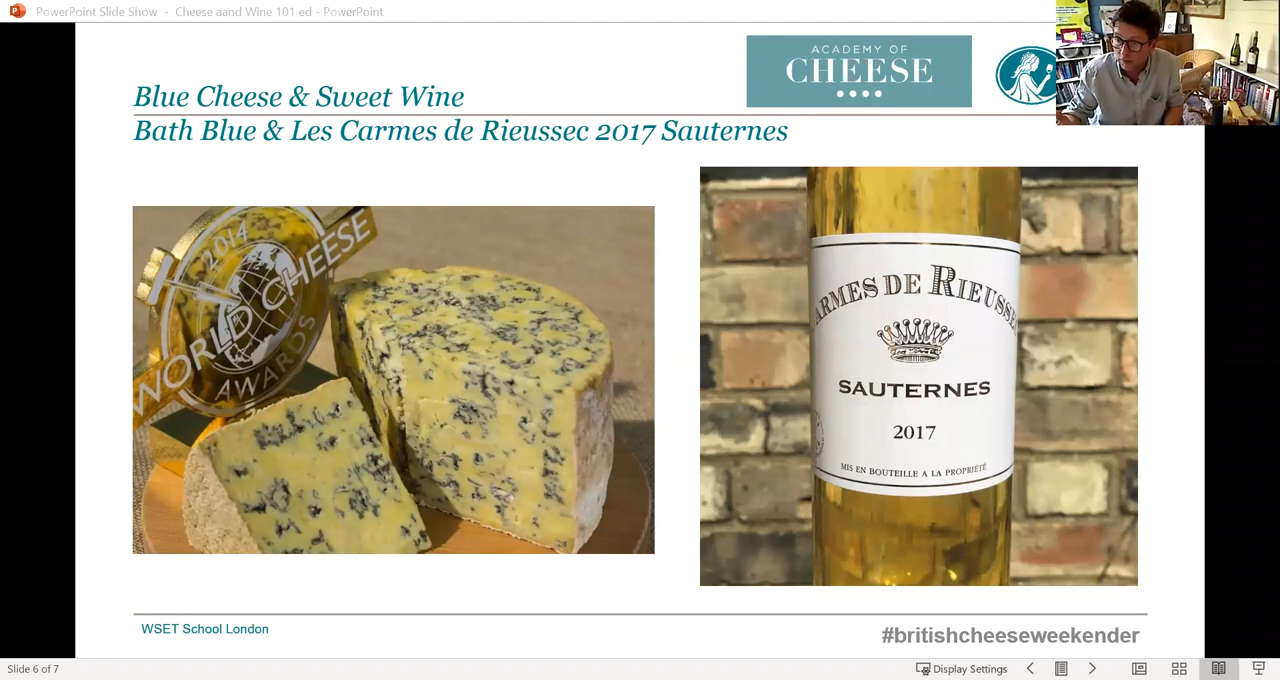 PowerPoint Slide Show - Cheese aand Wine 101 ed - PowerPoint
ACADEMY OF
CHEESE
Blue Cheese & Sweet Wine
Bath Blue & Les Carmes de Rieussec 2017 Sauternes
2014
WORLD CHEESE
AWARDS
ARMES DE RIEUSSE
SAUTERNES
2017
MIS EN BOUTEILLE A LA PROPRIÉTÉ
WSET School London
#britishcheeseweekender
Slide 6 of 7
Display Settings